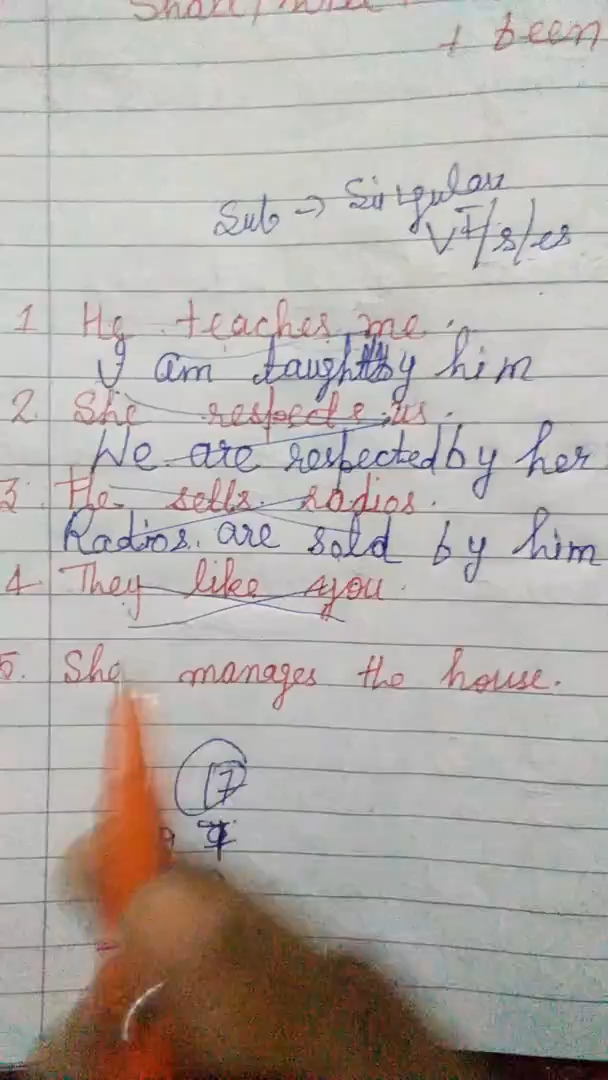 + been
Sub → Singular
VI/s/es
1 He teaches me.
I am taught by him
2. She respects us.
We are respected by her
3. He sells radios.
Radios are sold by him
4. They like you.
5. She manages the house.
17